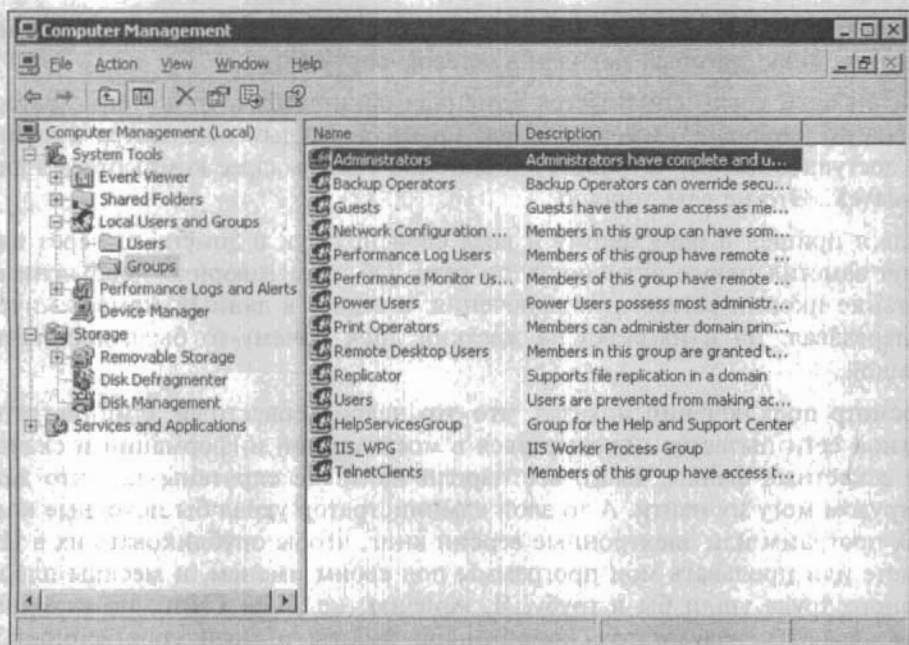 Computer Management
File Action View Window Help
Computer Management (Local)
System Tools
Event Viewer
Shared Folders
Local Users and Groups
Users
Groups
Performance Logs and Alerts
Device Manager
Storage
Removable Storage
Disk Defragmenter
Disk Management
Services and Applications
Name Description
Administrators Administrators have complete and u...
Backup Operators Backup Operators can override secu...
Guests Guests have the same access as me...
Network Configuration ... Members in this group can have som...
Performance Log Users Members of this group have remote ...
Performance Monitor Us... Members of this group have remote ...
Power Users Power Users possess most administr...
Print Operators Members can administer domain prin...
Remote Desktop Users Members in this group are granted t...
Replicator Supports file replication in a domain
Users Users are prevented from making ac...
HelpServicesGroup Group for the Help and Support Center
IIS_WPG IIS Worker Process Group
TelnetClients Members of this group have access t...